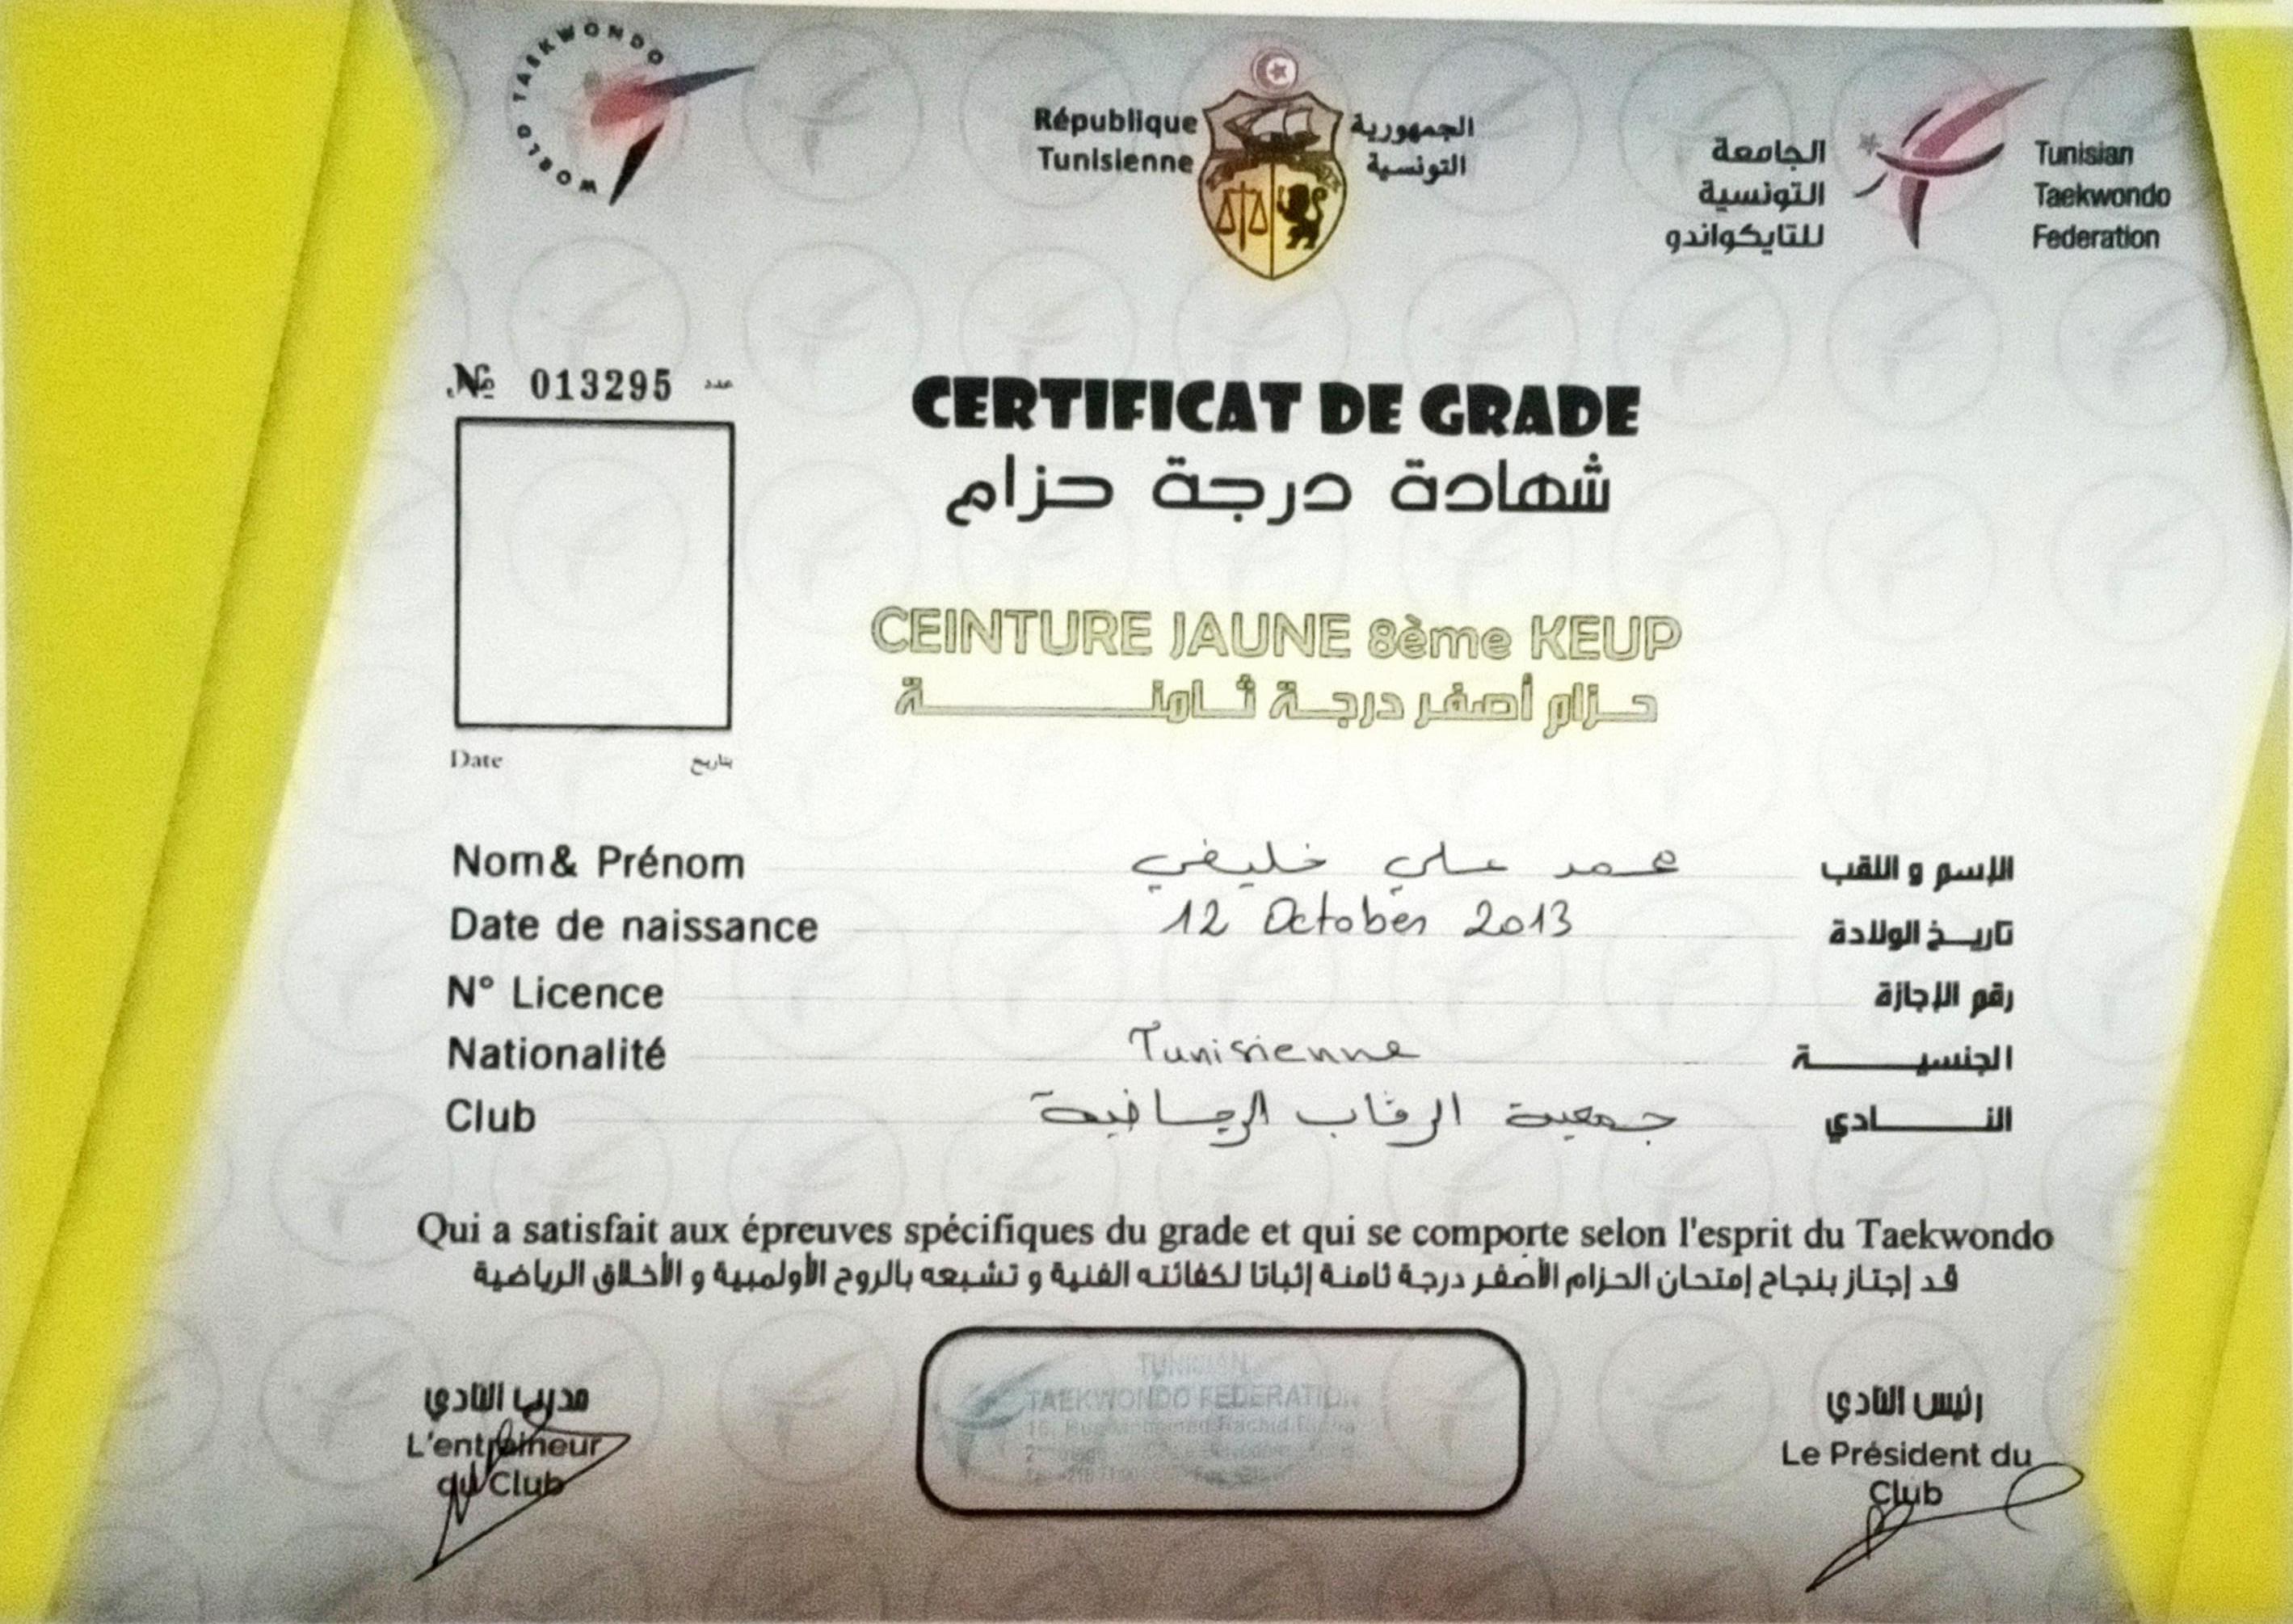 WORLD TAEKWONDO
République Tunisienne
الجمهورية التونسية
الجامعة التونسية للتايكواندو
Tunisian Taekwondo Federation
№ 013295 عدد
CERTIFICAT DE GRADE
شهادة درجة حزام
CEINTURE JAUNE 8ème KEUP
حزام أصفر درجة ثامنة
Date بتاريخ
Nom& Prénom محمد علي خليفي الإسم و اللقب
Date de naissance 12 October 2013 تاريخ الولادة
N° Licence رقم الإجازة
Nationalité Tunisienne الجنسية
Club جمعية الرقاب الرياضية النادي
Qui a satisfait aux épreuves spécifiques du grade et qui se comporte selon l'esprit du Taekwondo
قد إجتاز بنجاح إمتحان الحزام الأصفر درجة ثامنة إثباتا لكفائته الفنية و تشبعه بالروح الأولمبية و الأخلاق الرياضية
مدرب النادي
L'entraineur
du Club
TUNISIAN
TAEKWONDO FEDERATION
رئيس النادي
Le Président du
Club